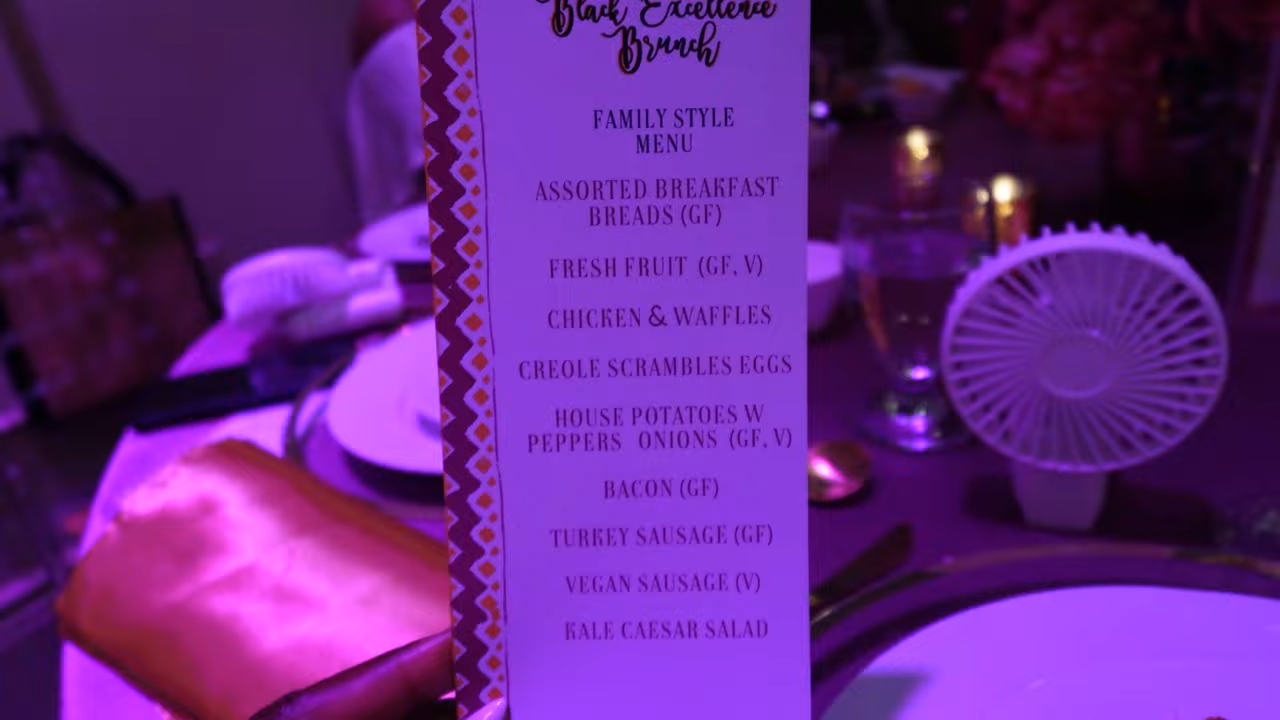 Black Excellence
Brunch
FAMILY STYLE
MENU
ASSORTED BREAKFAST
BREADS (GF)
FRESH FRUIT (GF, V)
CHICKEN & WAFFLES
CREOLE SCRAMBLES EGGS
HOUSE POTATOES W
PEPPERS ONIONS (GF, V)
BACON (GF)
TURKEY SAUSAGE (GF)
VEGAN SAUSAGE (V)
KALE CAESAR SALAD